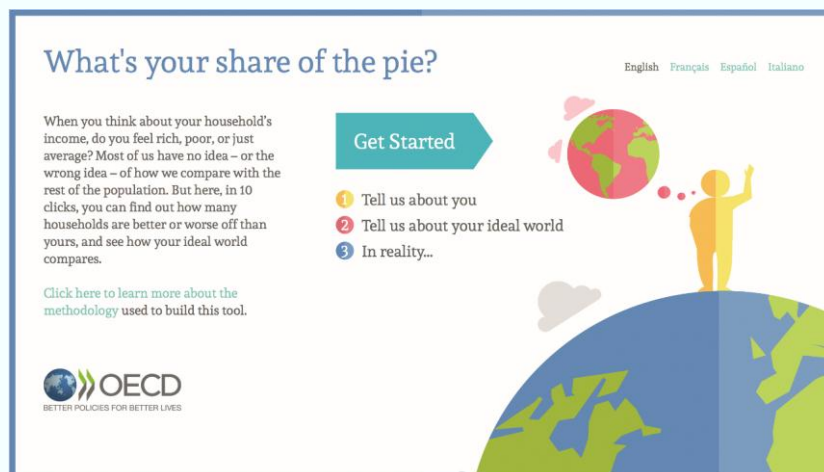 What's your share of the pie?
English Français Español Italiano
When you think about your household's
income, do you feel rich, poor, or just
average? Most of us have no idea – or the
wrong idea – of how we compare with the
rest of the population. But here, in 10
clicks, you can find out how many
households are better or worse off than
yours, and see how your ideal world
compares.
Click here to learn more about the
methodology used to build this tool.
Get Started
1 Tell us about you
2 Tell us about your ideal world
3 In reality...
OECD
BETTER POLICIES FOR BETTER LIVES